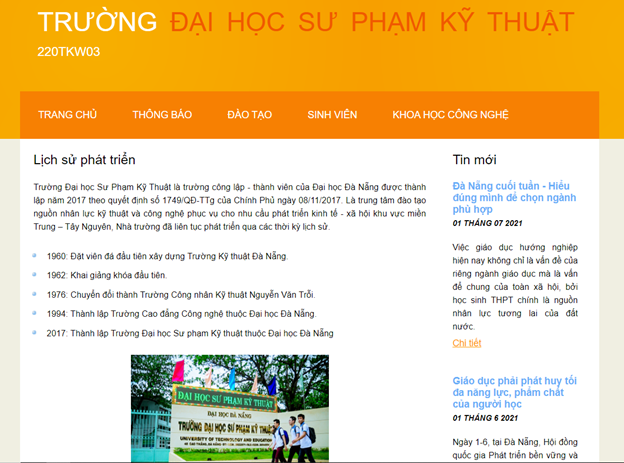 TRƯỜNG ĐẠI HỌC SƯ PHẠM KỸ THUẬT
220TKW03
TRANG CHỦ THÔNG BÁO ĐÀO TẠO SINH VIÊN KHOA HỌC CÔNG NGHỆ
Lịch sử phát triển
Trường Đại học Sư Phạm Kỹ Thuật là trường công lập - thành viên của Đại học Đà Nẵng được thành
lập năm 2017 theo quyết định số 1749/QĐ-TTg của Chính Phủ ngày 08/11/2017. Là trung tâm đào tạo
nguồn nhân lực kỹ thuật và công nghệ phục vụ cho nhu cầu phát triển kinh tế - xã hội khu vực miền
Trung – Tây Nguyên, Nhà trường đã liên tục phát triển qua các thời kỳ lịch sử.
1960: Đặt viên đá đầu tiên xây dựng Trường Kỹ thuật Đà Nẵng.
1962: Khai giảng khóa đầu tiên.
1976: Chuyển đổi thành Trường Công nhân Kỹ thuật Nguyễn Văn Trỗi.
1994: Thành lập Trường Cao đẳng Công nghệ thuộc Đại học Đà Nẵng.
2017: Thành lập Trường Đại học Sư phạm Kỹ thuật thuộc Đại học Đà Nẵng
ĐẠI HỌC SƯ PHẠM KỸ THUẬT
ĐẠI HỌC ĐÀ NẴNG
TRƯỜNG ĐẠI HỌC SƯ PHẠM KỸ THUẬT
UNIVERSITY OF TECHNOLOGY AND EDUCATION
Tin mới
Đà Nẵng cuối tuần - Hiểu
đúng mình để chọn ngành
phù hợp
01 THÁNG 07 2021
Việc giáo dục hướng nghiệp
hiện nay không chỉ là vấn đề của
riêng ngành giáo dục mà là vấn
đề chung của toàn xã hội, bởi
học sinh THPT chính là nguồn
nhân lực tương lai của đất
nước.
Chi tiết
Giáo dục phải phát huy tối
đa năng lực, phẩm chất
của người học
01 THÁNG 6 2021
Ngày 1-6, tại Đà Nẵng, Hội đồng
quốc gia Phát triển bền vững và